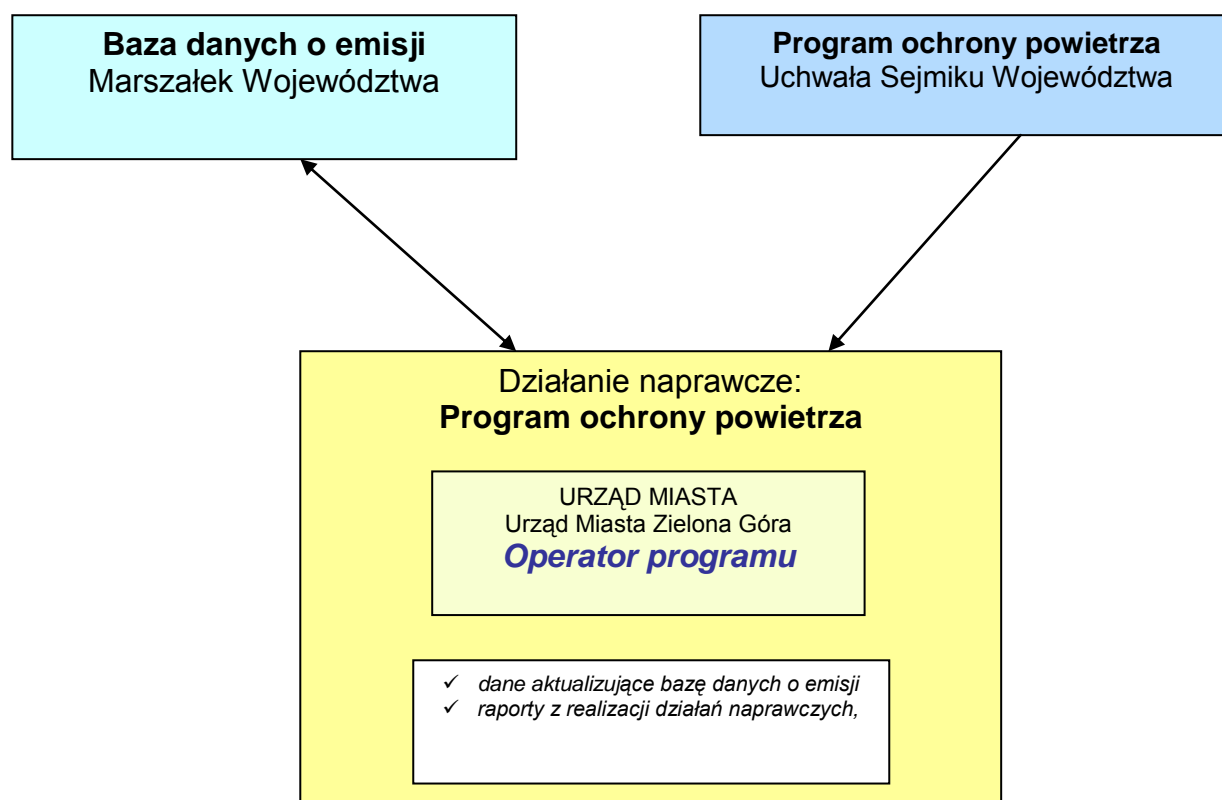 Baza danych o emisji
Marszałek Województwa
Program ochrony powietrza
Uchwała Sejmiku Województwa
Działanie naprawcze:
Program ochrony powietrza
URZĄD MIASTA
Urząd Miasta Zielona Góra
Operator programu
✓ dane aktualizujące bazę danych o emisji
✓ raporty z realizacji działań naprawczych,